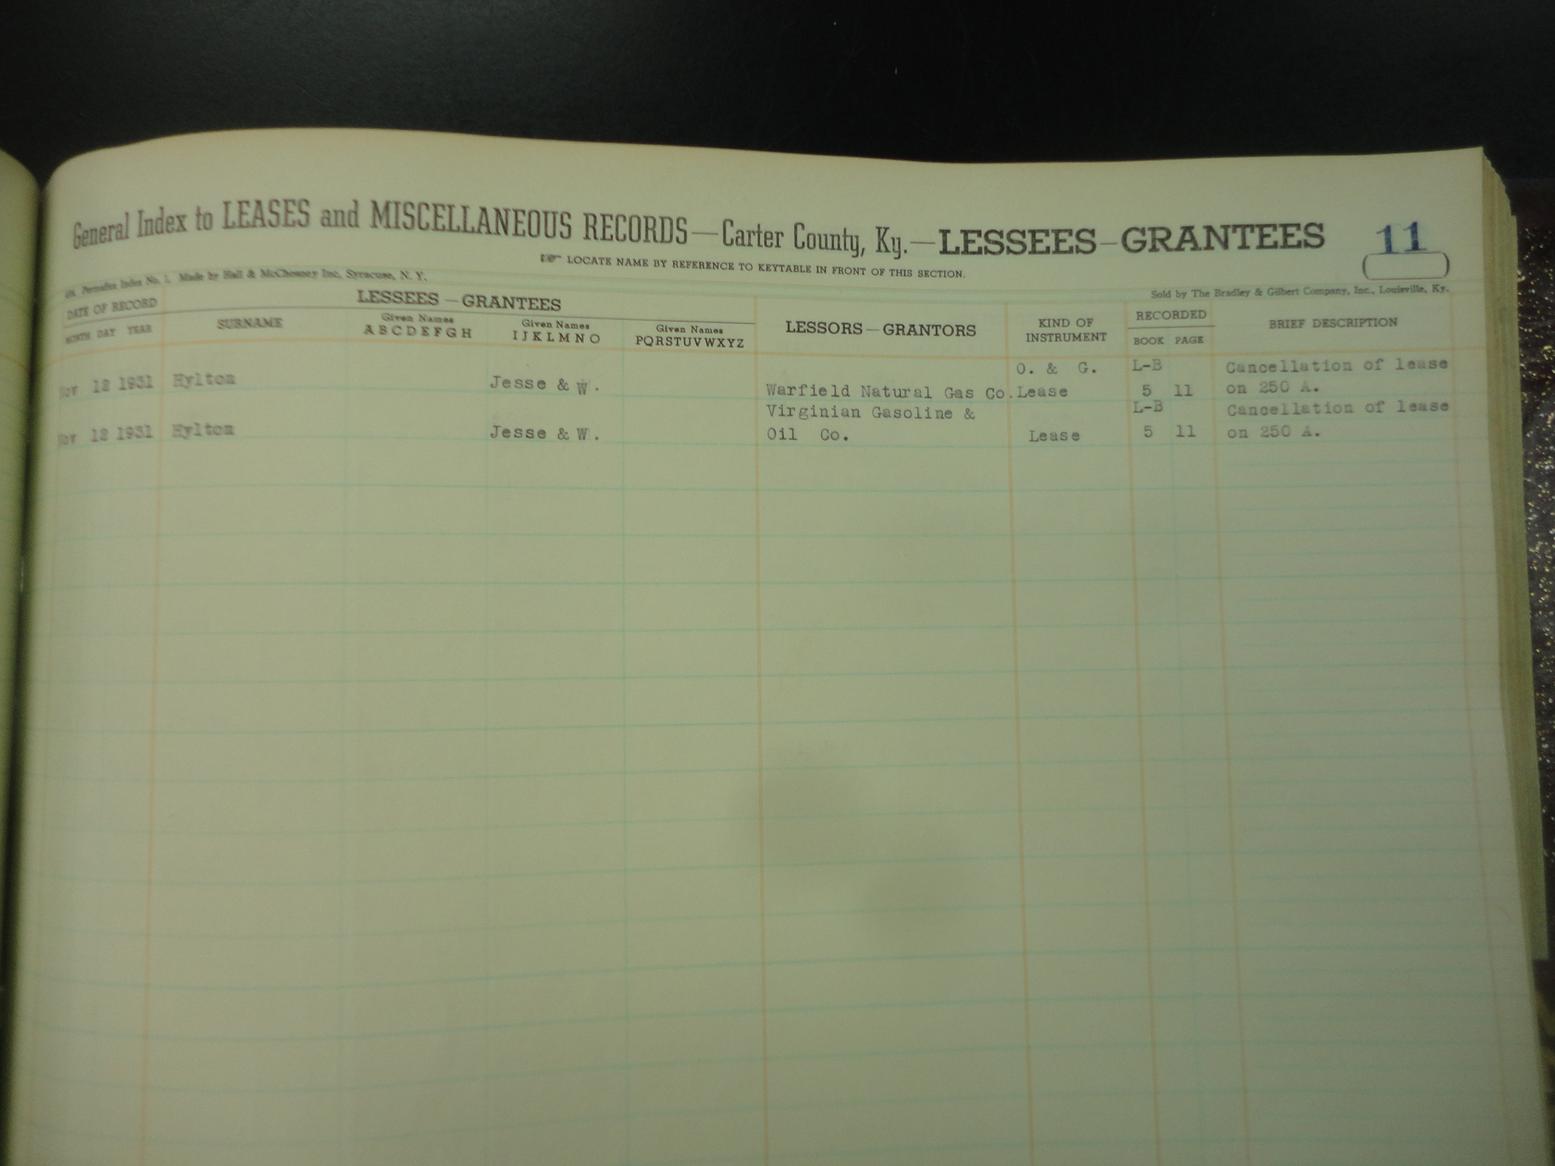 General Index to LEASES and MISCELLANEOUS RECORDS—Carter County, Ky.—LESSEES—GRANTEES 11
☞ LOCATE NAME BY REFERENCE TO KEYTABLE IN FRONT OF THIS SECTION.
Index No. 1. Made by Hall & McChesney Inc. Syracuse, N. Y.
Sold by The Bradley & Gilbert Company, Inc., Louisville, Ky.
DATE OF RECORD
MONTH DAY YEAR
LESSEES—GRANTEES
SURNAME
Given Names
A B C D E F G H
Given Names
I J K L M N O
Given Names
PQRSTUVWXYZ
LESSORS—GRANTORS
KIND OF
INSTRUMENT
RECORDED
BOOK PAGE
BRIEF DESCRIPTION
O. & G. L-B Cancellation of lease
Nov 12 1931 Hylton Jesse & W. Warfield Natural Gas Co. Lease 5 11 on 250 A.
Virginian Gasoline & L-B Cancellation of lease
Nov 12 1931 Hylton Jesse & W. Oil Co. Lease 5 11 on 250 A.